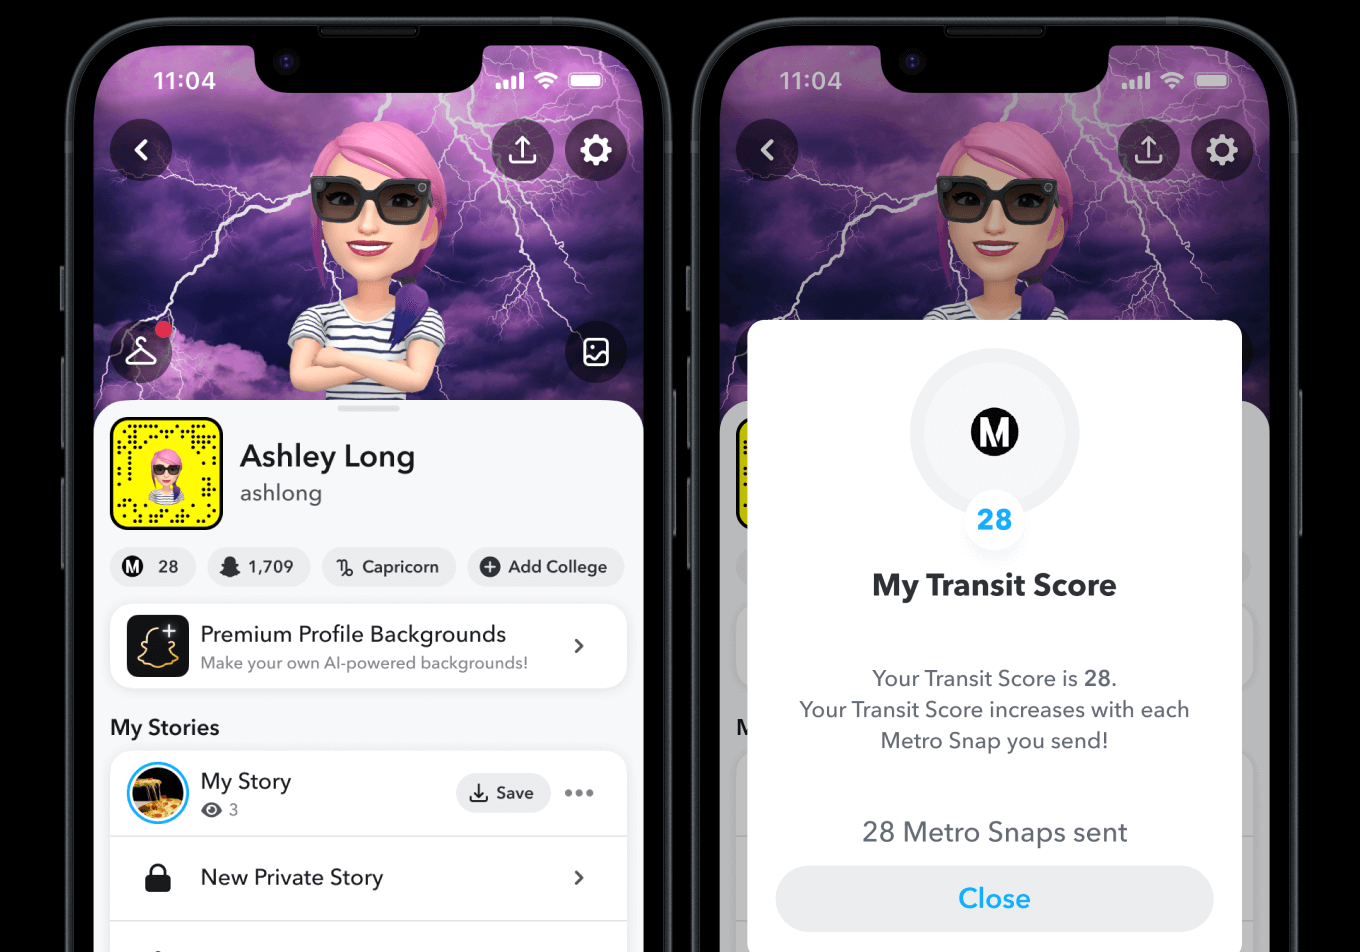 11:04
Ashley Long
ashlong
M 28
1,709
Capricorn
Add College
Premium Profile Backgrounds
Make your own AI-powered backgrounds!
My Stories
My Story
3
Save
New Private Story
11:04
M
28
My Transit Score
Your Transit Score is 28.
Your Transit Score increases with each
Metro Snap you send!
28 Metro Snaps sent
Close